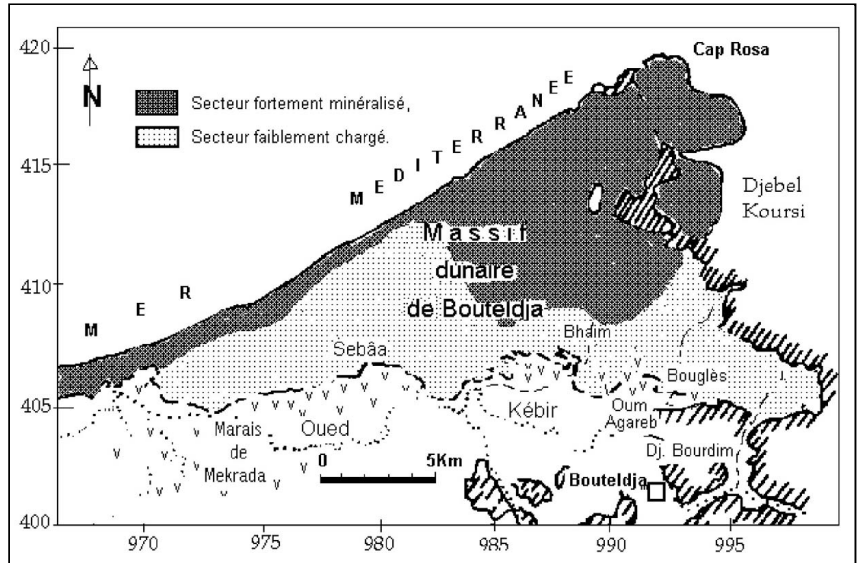 420
Cap Rosa
N
Secteur fortement minéralisé,
Secteur faiblement chargé.
MER MEDITERRANEE
415
Djebel
Koursi
Massif
dunaire
de Bouteldja
410
Bhaim
Sebâa
Bouglès
405
Kébir
Oum
Agareb
Marais
de
Mekrada
Oued
Dj. Bourdim
0 5Km
Bouteldja
400
970 975 980 985 990 995